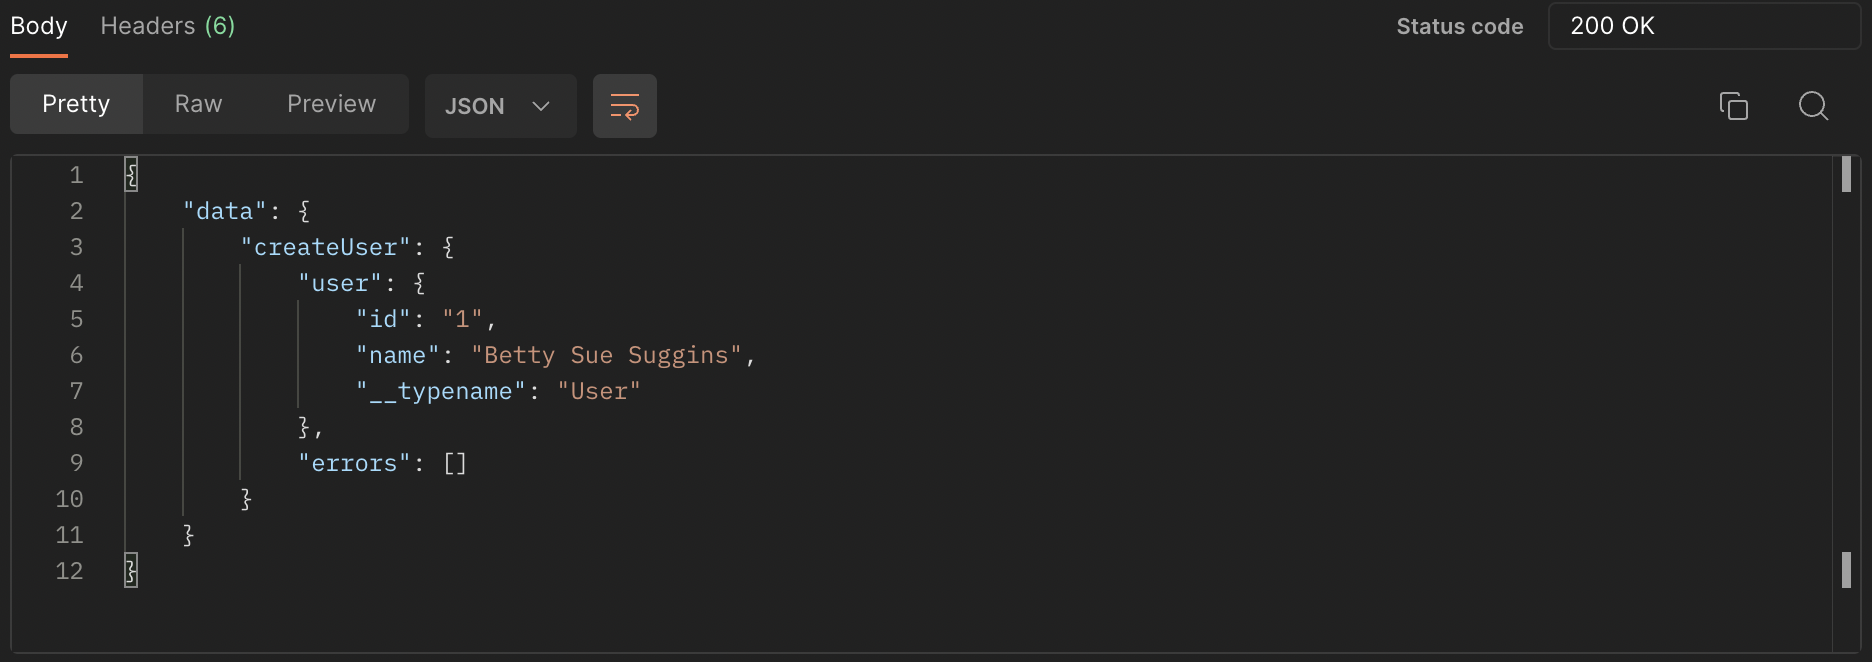 Body Headers (6) Status code 200 OK
Pretty Raw Preview JSON
1 {
2 "data": {
3 "createUser": {
4 "user": {
5 "id": "1",
6 "name": "Betty Sue Suggins",
7 "__typename": "User"
8 },
9 "errors": []
10 }
11 }
12 }